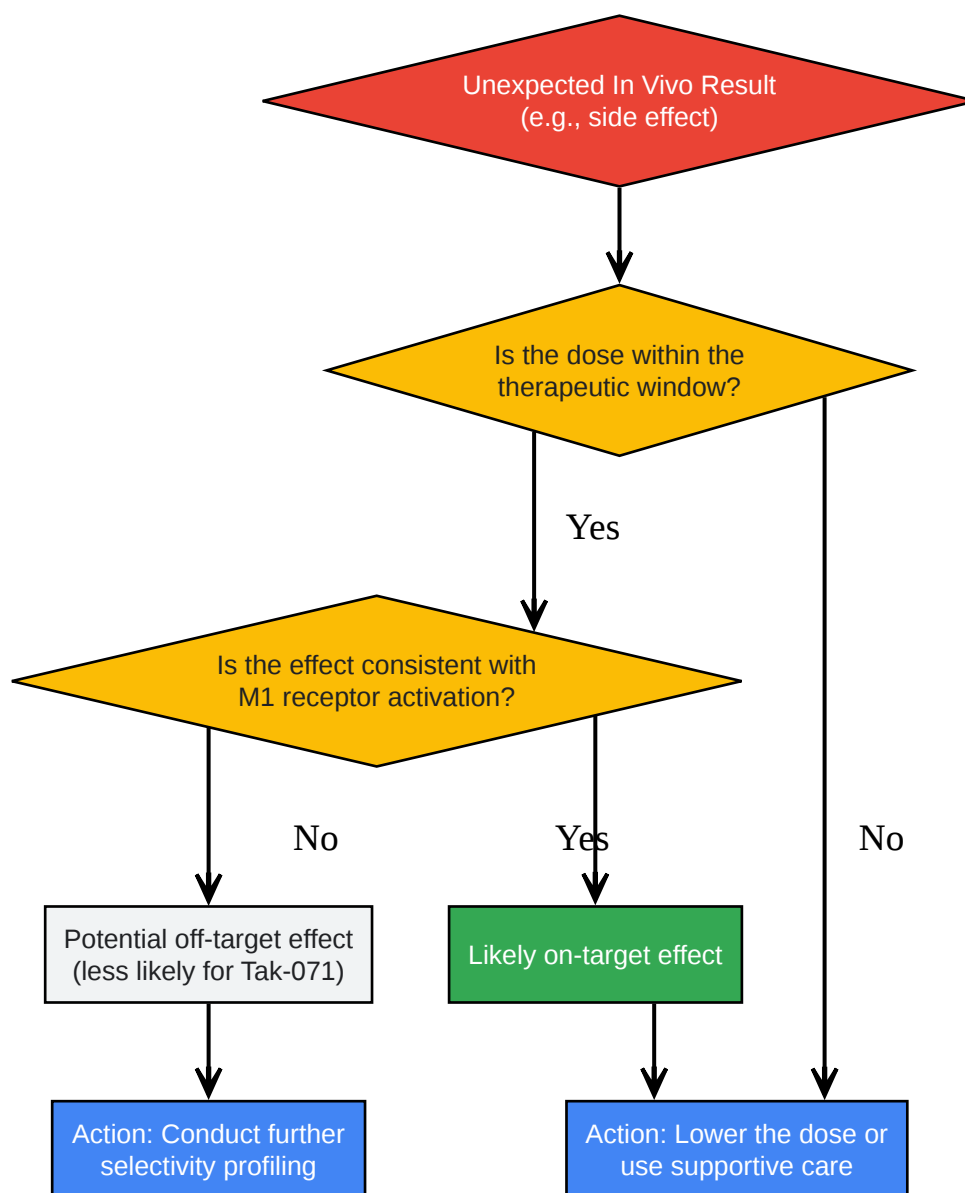 Unexpected In Vivo Result
(e.g., side effect)
Is the dose within the
therapeutic window?
Yes
Is the effect consistent with
M1 receptor activation?
No
Yes
No
Potential off-target effect
(less likely for Tak-071)
Likely on-target effect
Action: Conduct further
selectivity profiling
Action: Lower the dose or
use supportive care